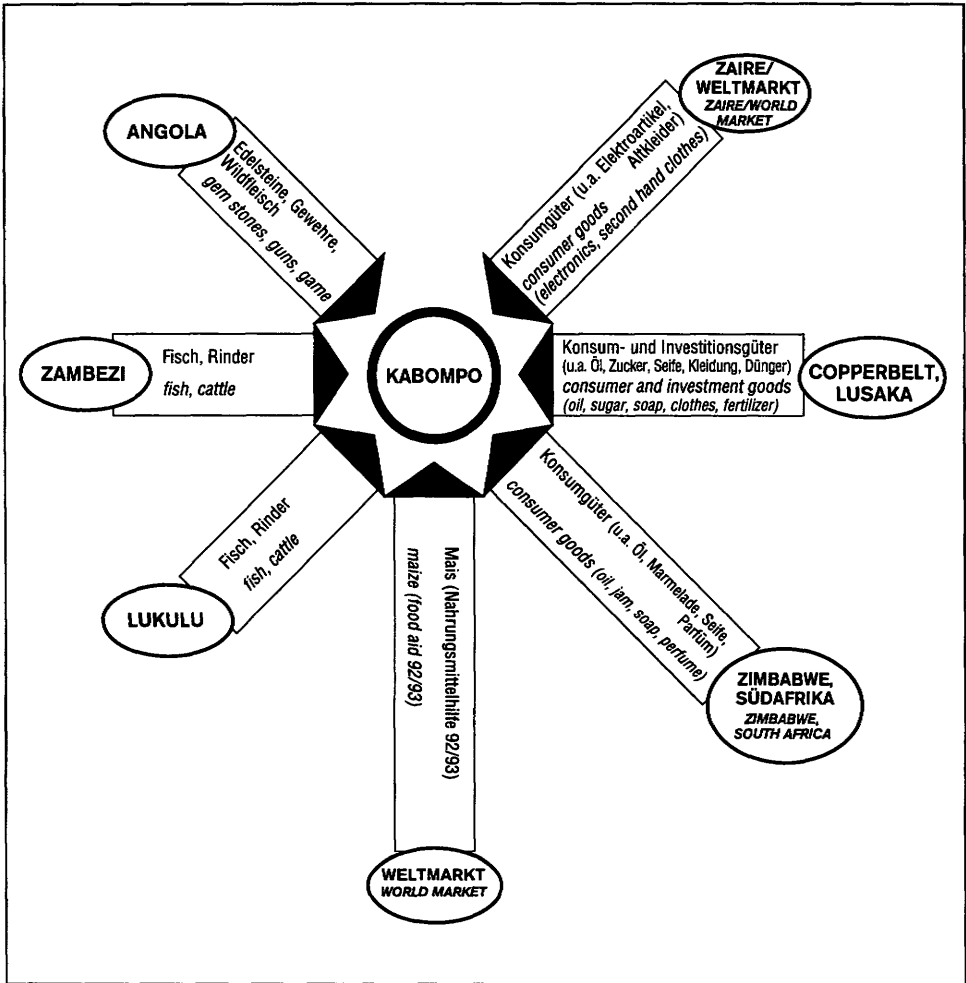 ZAIRE/
WELTMARKT
ZAIRE/WORLD
MARKET
ANGOLA
Edelsteine, Gewehre,
Wildfleisch
gem stones, guns, game
Konsumgüter (u.a. Elektroartikel,
Altkleider)
consumer goods
(electronics, second hand clothes)
ZAMBEZI
Fisch, Rinder
fish, cattle
KABOMPO
Konsum- und Investitionsgüter
(u.a. Öl, Zucker, Seife, Kleidung, Dünger)
consumer and investment goods
(oil, sugar, soap, clothes, fertilizer)
COPPERBELT,
LUSAKA
Fisch, Rinder
fish, cattle
LUKULU
Mais (Nahrungsmittelhilfe 92/93)
maize (food aid 92/93)
Konsumgüter (u.a. Öl, Marmelade, Seife,
Parfüm)
consumer goods (oil, jam, soap, perfume)
ZIMBABWE,
SÜDAFRIKA
ZIMBABWE,
SOUTH AFRICA
WELTMARKT
WORLD MARKET